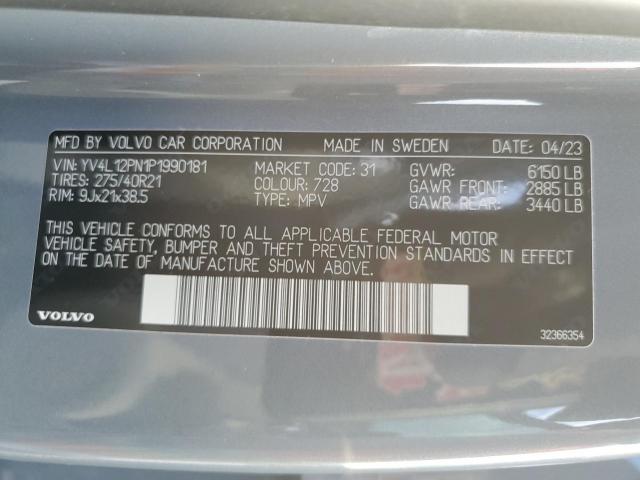 MFD BY VOLVO CAR CORPORATION MADE IN SWEDEN DATE: 04/23
VIN: YV4L12PN1P1990181 MARKET CODE: 31 GVWR: 6150 LB
TIRES: 275/40R21 COLOUR: 728 GAWR FRONT: 2885 LB
RIM: 9Jx21x38.5 TYPE: MPV GAWR REAR: 3440 LB
THIS VEHICLE CONFORMS TO ALL APPLICABLE FEDERAL MOTOR
VEHICLE SAFETY, BUMPER AND THEFT PREVENTION STANDARDS IN EFFECT
ON THE DATE OF MANUFACTURE SHOWN ABOVE.
VOLVO 32366354